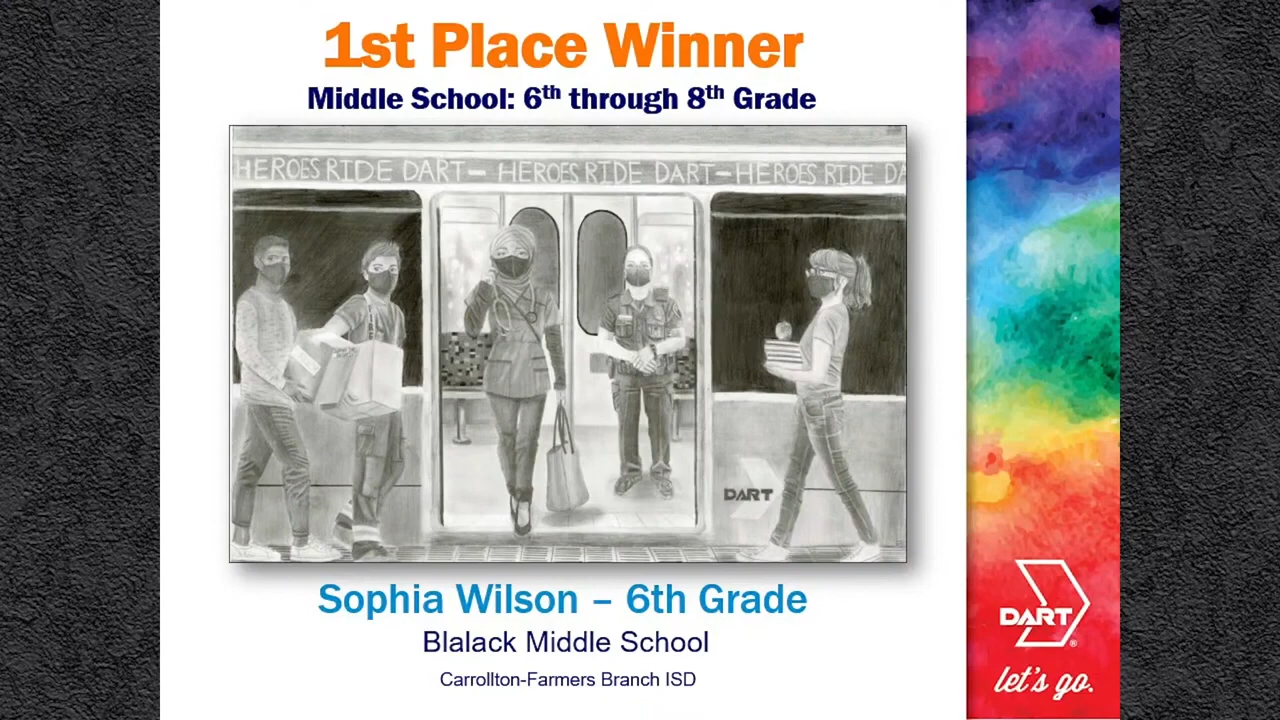 1st Place Winner
Middle School: 6th through 8th Grade
HEROES RIDE DART- HEROES RIDE DART-HEROES RIDE DA
DART
Sophia Wilson – 6th Grade
Blalack Middle School
Carrollton-Farmers Branch ISD
DART®
let's go.